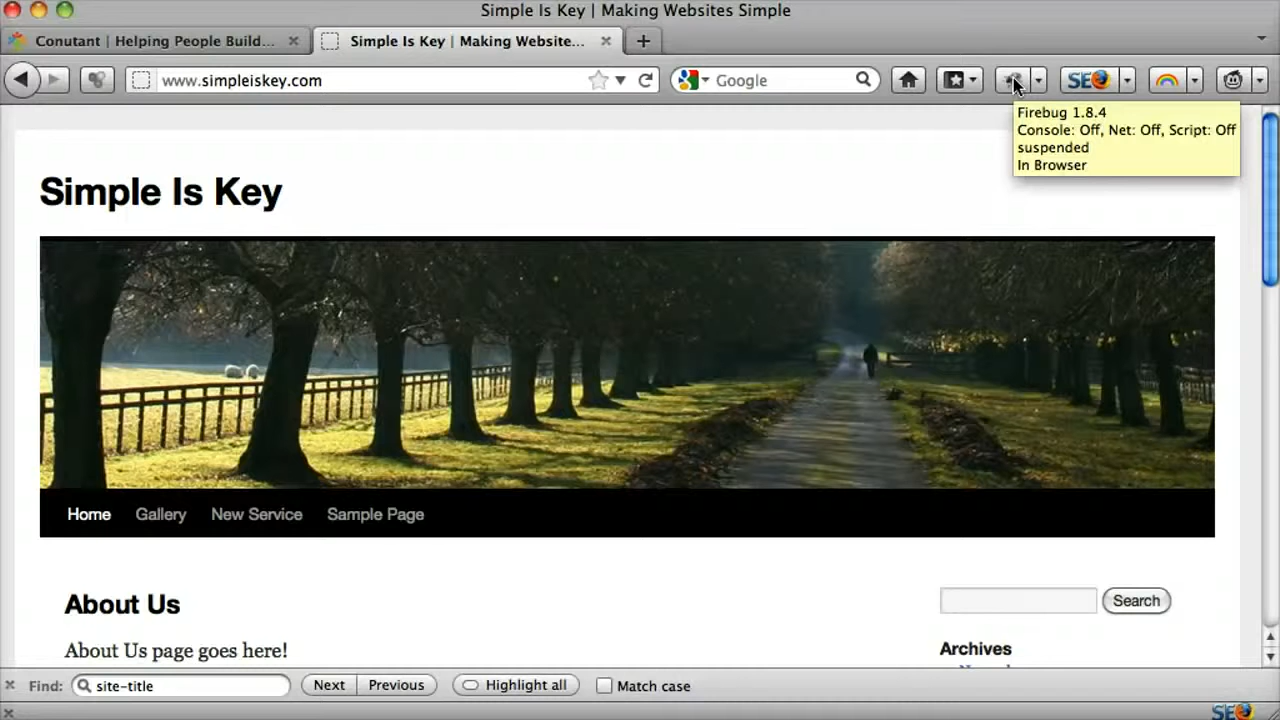 Simple Is Key | Making Websites Simple
Conutant | Helping People Build...
Simple Is Key | Making Website...
www.simpleiskey.com
Google
SEO
Firebug 1.8.4
Console: Off, Net: Off, Script: Off
suspended
In Browser
Simple Is Key
Home Gallery New Service Sample Page
About Us
Search
About Us page goes here!
Archives
Find: site-title Next Previous Highlight all Match case
SEO